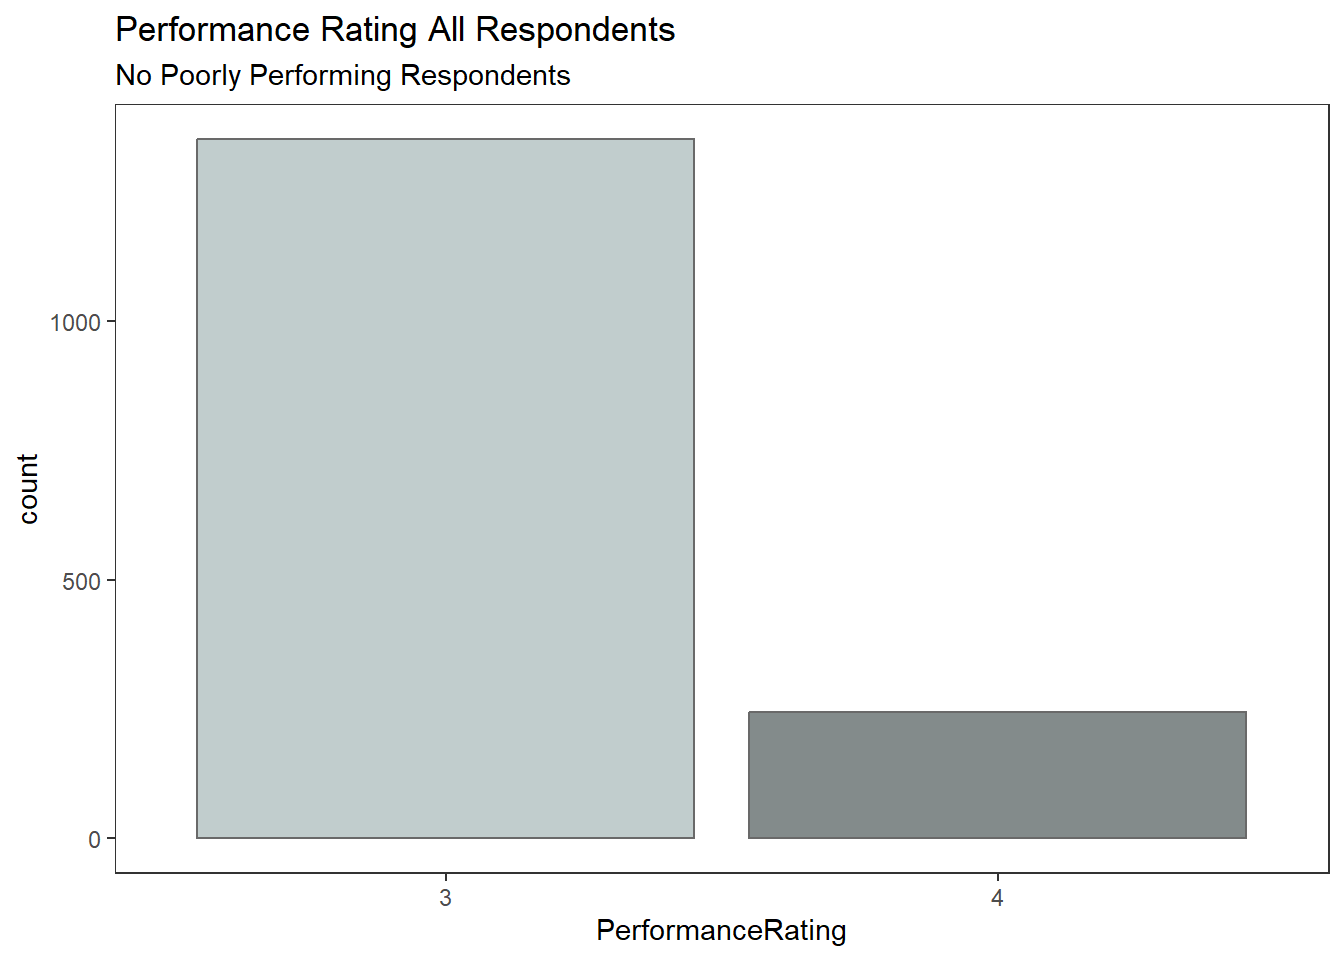 Performance Rating All Respondents
No Poorly Performing Respondents
1000
500
0
count
3 4
PerformanceRating